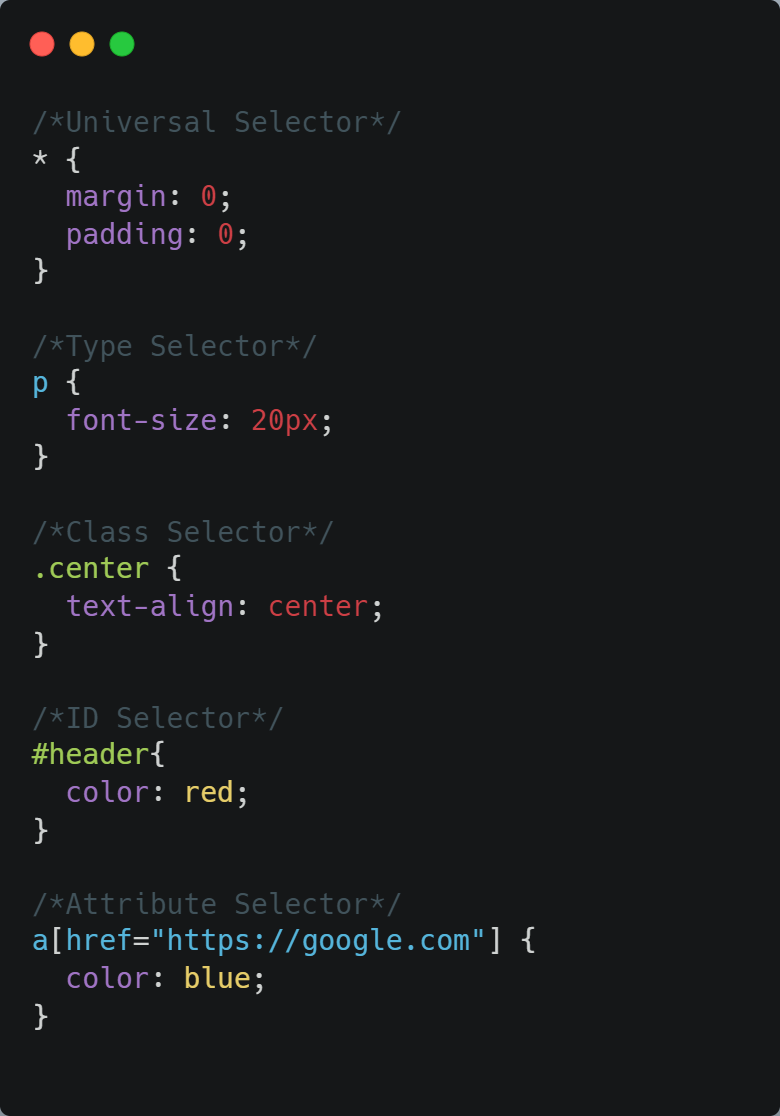 /*Universal Selector*/
* {
  margin: 0;
  padding: 0;
}

/*Type Selector*/
p {
  font-size: 20px;
}

/*Class Selector*/
.center {
  text-align: center;
}

/*ID Selector*/
#header{
  color: red;
}

/*Attribute Selector*/
a[href="https://google.com"] {
  color: blue;
}